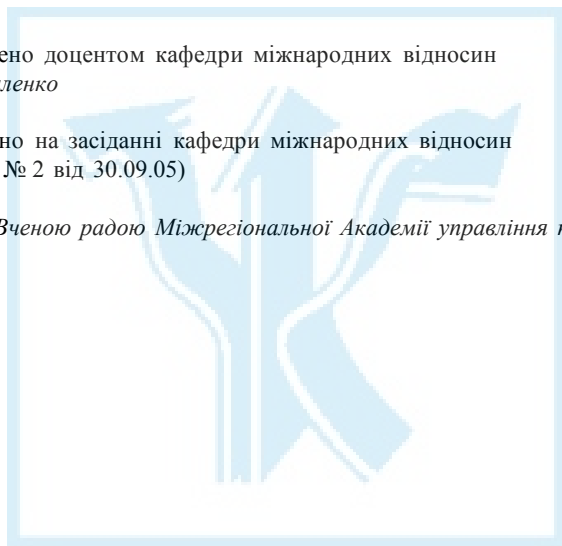 ено доцентом кафедри міжнародних відносин
ленко
но на засіданні кафедри міжнародних відносин
№ 2 від 30.09.05)
Вченою радою Міжрегіональної Академії управління п